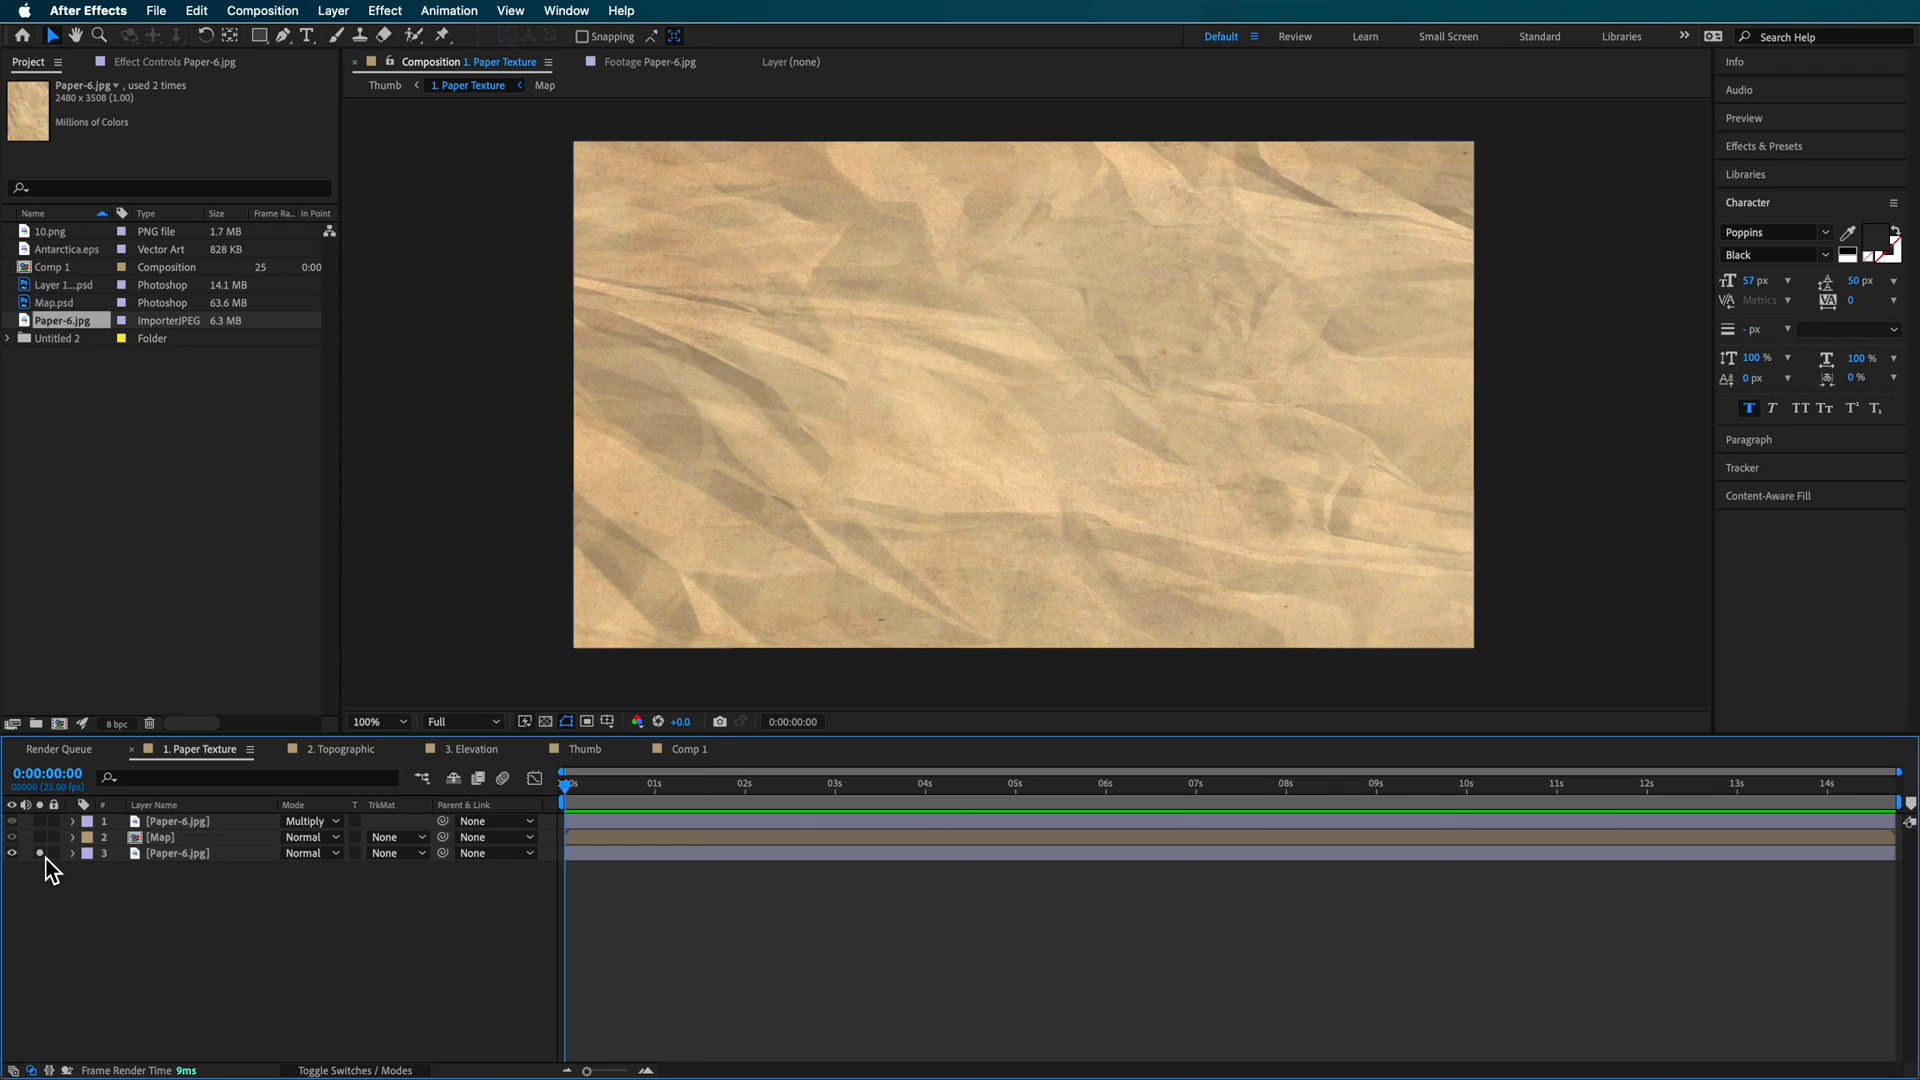 After Effects File Edit Composition Layer Effect Animation View Window Help
Snapping Default Review Learn Small Screen Standard Libraries Search Help
Project Effect Controls Paper-6.jpg
Composition 1. Paper Texture Footage Paper-6.jpg Layer (none)
Thumb 1. Paper Texture Map
Paper-6.jpg , used 2 times
2480 x 3508 (1.00)
Millions of Colors
Name Type Size Frame Ra... In Point
10.png PNG file 1.7 MB
Antarctica.eps Vector Art 828 KB
Comp 1 Composition 25 0:00
Layer 1....psd Photoshop 14.1 MB
Map.psd Photoshop 63.6 MB
Paper-6.jpg ImporterJPEG 6.3 MB
Untitled 2 Folder
Info
Audio
Preview
Effects & Presets
Libraries
Character
Poppins
Black
57 px 50 px
Metrics 0
- px
100 % 100 %
0 px 0 %
T T TT Tт T¹ T₁
Paragraph
Tracker
Content-Aware Fill
8 bpc
100% Full +0.0 0:00:00:00
Render Queue 1. Paper Texture 2. Topographic 3. Elevation Thumb Comp 1
0:00:00:00
00000 (25.00 fps)
01s 02s 03s 04s 05s 06s 07s 08s 09s 10s 11s 12s 13s 14s
# Layer Name Mode T TrkMat Parent & Link
1 [Paper-6.jpg] Multiply None
2 [Map] Normal None None
3 [Paper-6.jpg] Normal None None
Frame Render Time 9ms Toggle Switches / Modes